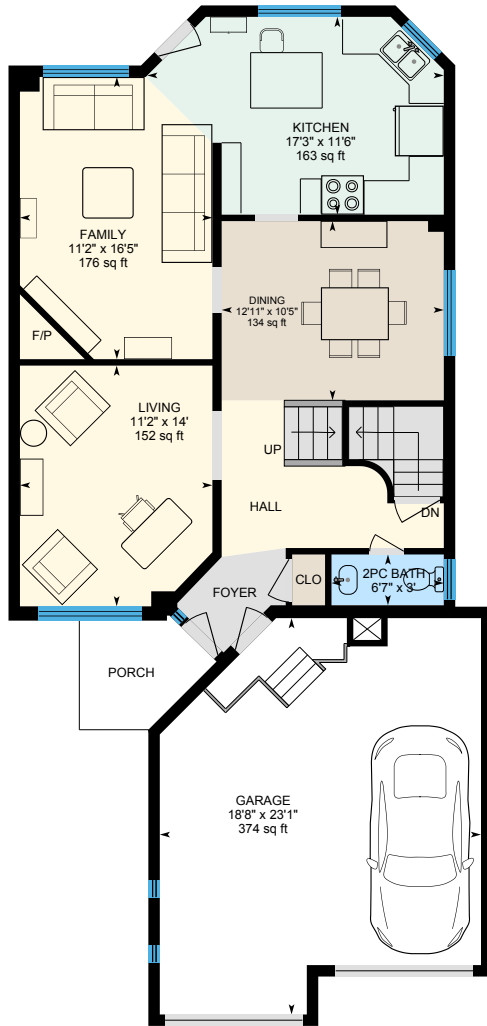 KITCHEN
17'3" x 11'6"
163 sq ft
FAMILY
11'2" x 16'5"
176 sq ft
DINING
12'11" x 10'5"
134 sq ft
F/P
LIVING
11'2" x 14'
152 sq ft
UP
HALL
DN
2PC BATH
6'7" x 3'
CLO
FOYER
PORCH
GARAGE
18'8" x 23'1"
374 sq ft